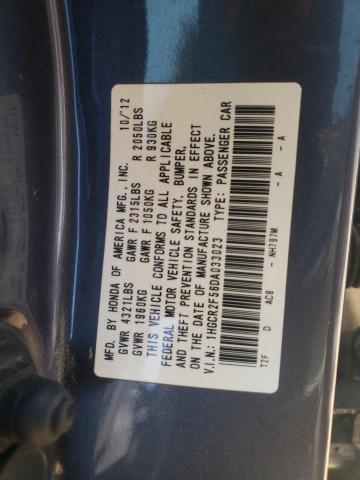 MFD. BY HONDA OF AMERICA MFG., INC. 10/12
GVWR 4321LBS GAWR F 2315LBS R 2050LBS
GVWR 1960KG GAWR F 1050KG R 930KG
THIS VEHICLE CONFORMS TO ALL APPLICABLE
FEDERAL MOTOR VEHICLE SAFETY, BUMPER,
AND THEFT PREVENTION STANDARDS IN EFFECT
ON THE DATE OF MANUFACTURE SHOWN ABOVE.
V.I.N.: 1HGCR2F56DA033023 TYPE: PASSENGER CAR
T2F D AC6 - NH797M - A - A